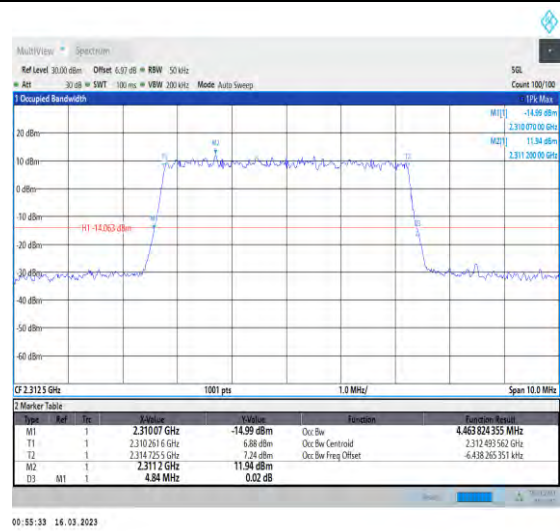 MultiView Spectrum
Ref Level 30.00 dBm Offset 6.97 dB RBW 50 kHz SGL
Att 30 dB SWT 100 ms VBW 200 kHz Mode Auto Sweep Count 100/100
1 Occupied Bandwidth 1Pk Max
M1[1] -14.99 dBm
2.310 070 00 GHz
M2[1] 11.94 dBm
2.311 200 00 GHz
20 dBm
M2
T1 T2
10 dBm
0 dBm
-10 dBm
M1 D3
H1 -14.063 dBm
-20 dBm
-30 dBm
-40 dBm
-50 dBm
-60 dBm
CF 2.312 5 GHz 1001 pts 1.0 MHz/ Span 10.0 MHz
2 Marker Table
Type Ref Trc X-Value Y-Value Function Function Result
M1 1 2.310 07 GHz -14.99 dBm Occ Bw 4.463 824 355 MHz
T1 1 2.310 261 6 GHz 6.88 dBm Occ Bw Centroid 2.312 493 562 GHz
T2 1 2.314 725 5 GHz 7.24 dBm Occ Bw Freq Offset -6.438 265 351 kHz
M2 1 2.311 2 GHz 11.94 dBm
D3 M1 1 4.84 MHz 0.02 dB
00:55:33 16.03.2023